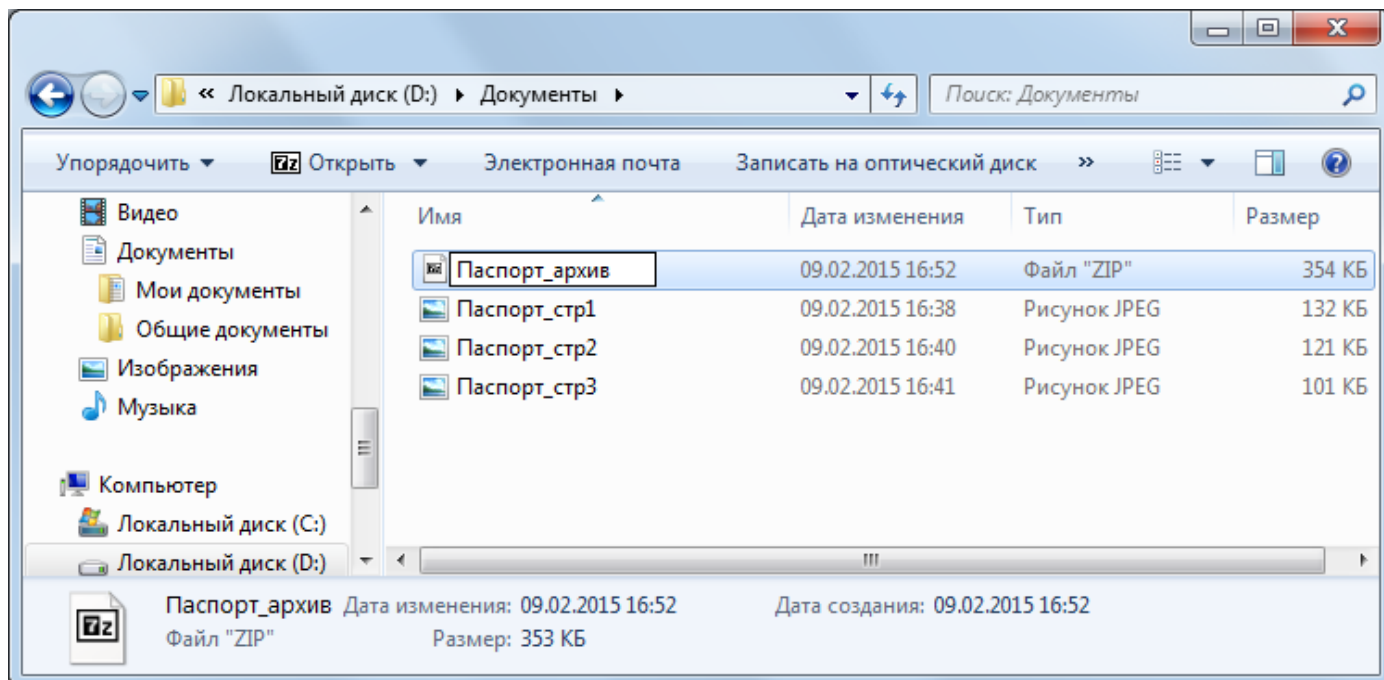 « Локальный диск (D:) Документы Поиск: Документы
Упорядочить 7z Открыть Электронная почта Записать на оптический диск »
Видео Имя Дата изменения Тип Размер
Документы Паспорт_архив 09.02.2015 16:52 Файл "ZIP" 354 КБ
Мои документы Паспорт_стр1 09.02.2015 16:38 Рисунок JPEG 132 КБ
Общие документы Паспорт_стр2 09.02.2015 16:40 Рисунок JPEG 121 КБ
Изображения Паспорт_стр3 09.02.2015 16:41 Рисунок JPEG 101 КБ
Музыка
Компьютер
Локальный диск (C:)
Локальный диск (D:)
7z Паспорт_архив Дата изменения: 09.02.2015 16:52 Дата создания: 09.02.2015 16:52
Файл "ZIP" Размер: 353 КБ